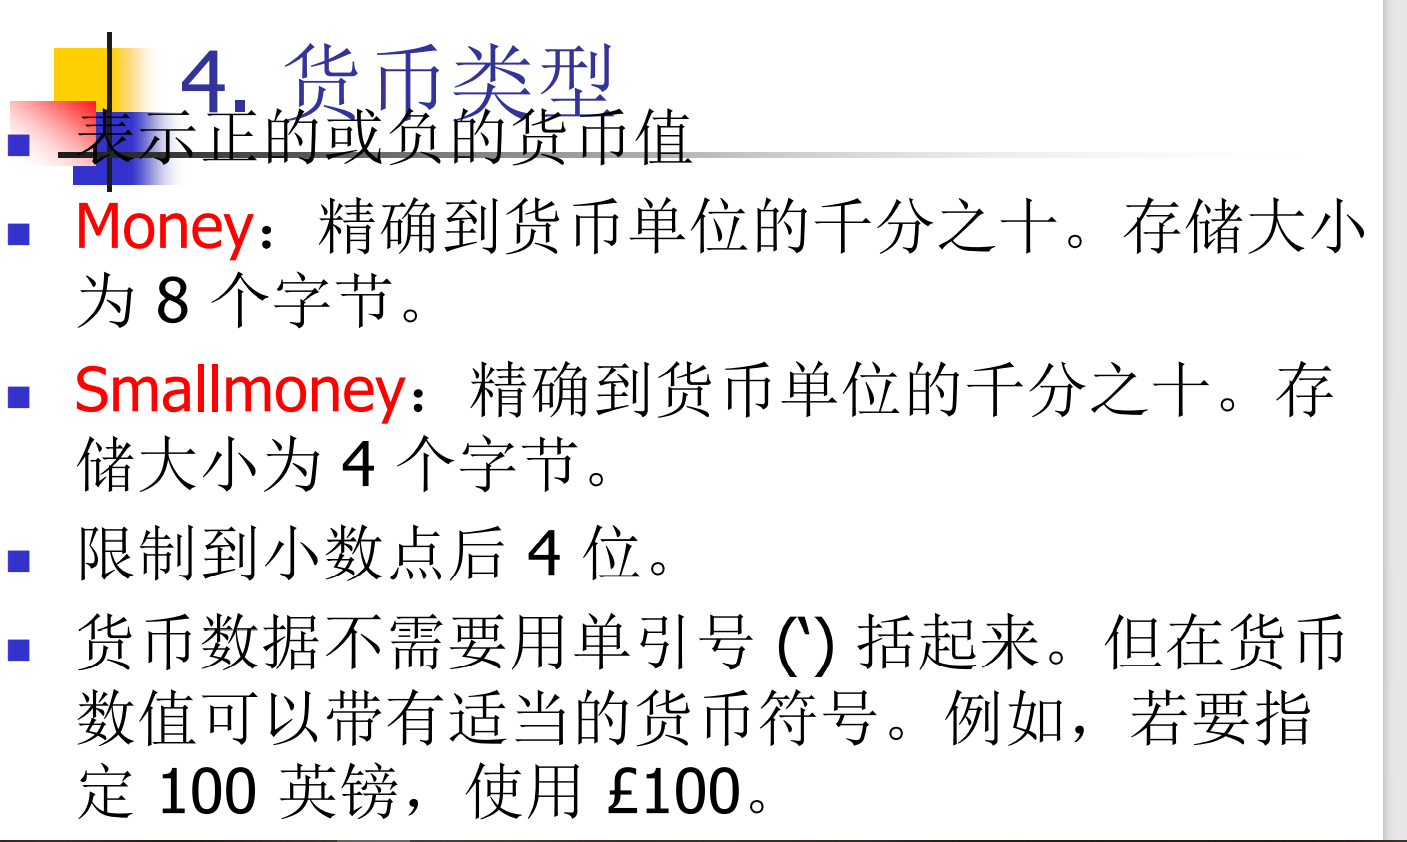 4. 货币类型
表示正的或负的货币值
Money：精确到货币单位的千分之十。存储大小
为 8 个字节。
Smallmoney：精确到货币单位的千分之十。存
储大小为 4 个字节。
限制到小数点后 4 位。
货币数据不需要用单引号 (‵) 括起来。但在货币
数值可以带有适当的货币符号。例如，若要指
定 100 英镑，使用 £100。